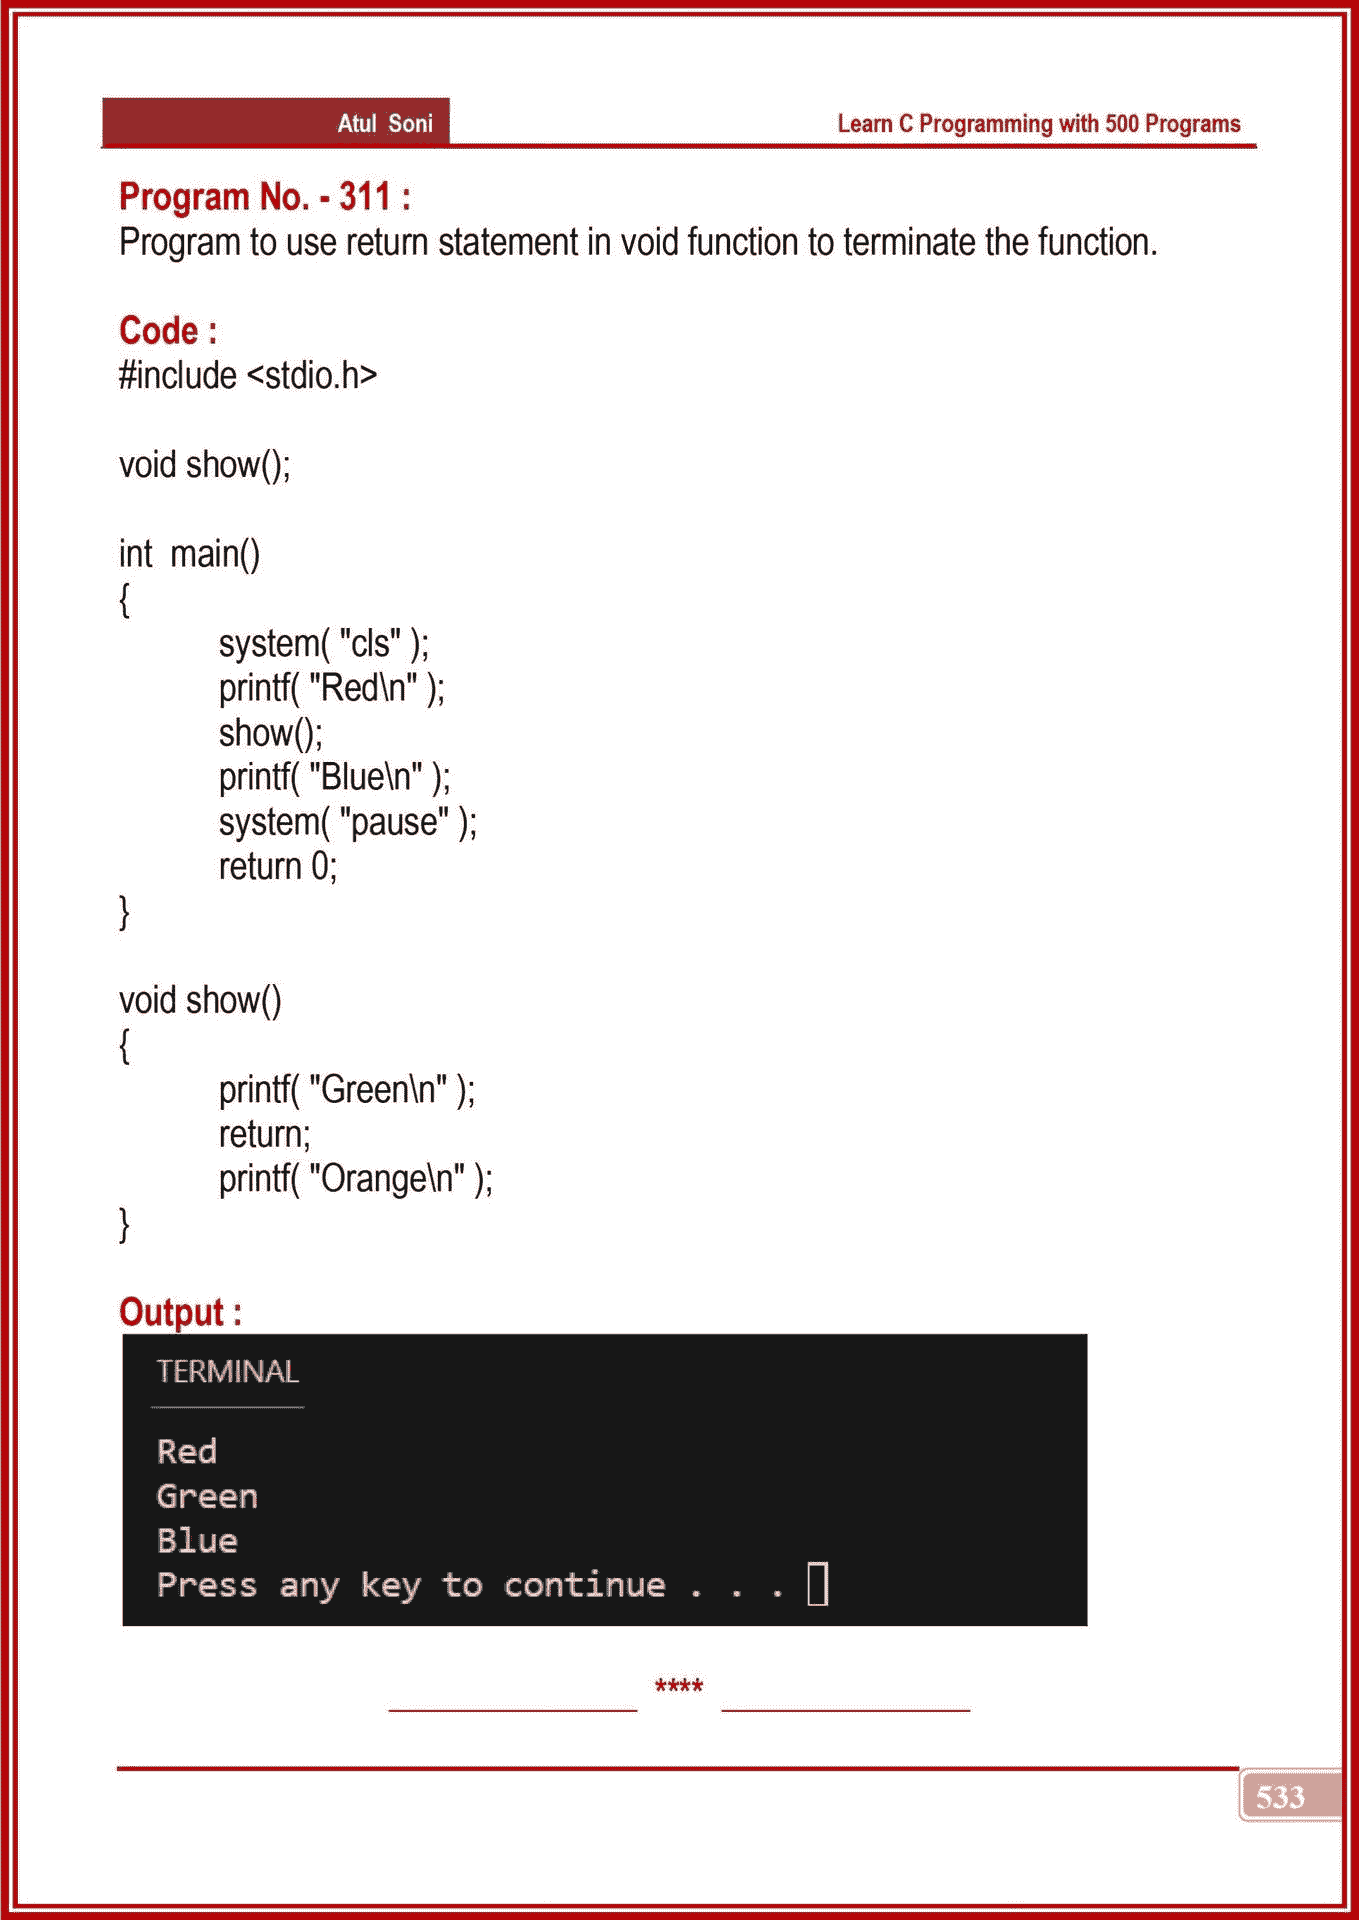 Atul Soni
Learn C Programming with 500 Programs
Program No. - 311 :
Program to use return statement in void function to terminate the function.
Code :
#include <stdio.h>
void show();
int main()
{
system( "cls" );
printf( "Red\n" );
show();
printf( "Blue\n" );
system( "pause" );
return 0;
}
void show()
{
printf( "Green\n" );
return;
printf( "Orange\n" );
}
Output :
TERMINAL
Red
Green
Blue
Press any key to continue . . .
****
533